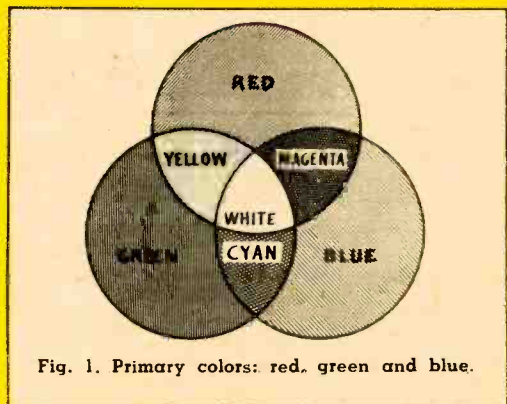 RED
YELLOW
MAGENTA
WHITE
GREEN
CYAN
BLUE
Fig. 1. Primary colors: red, green and blue.